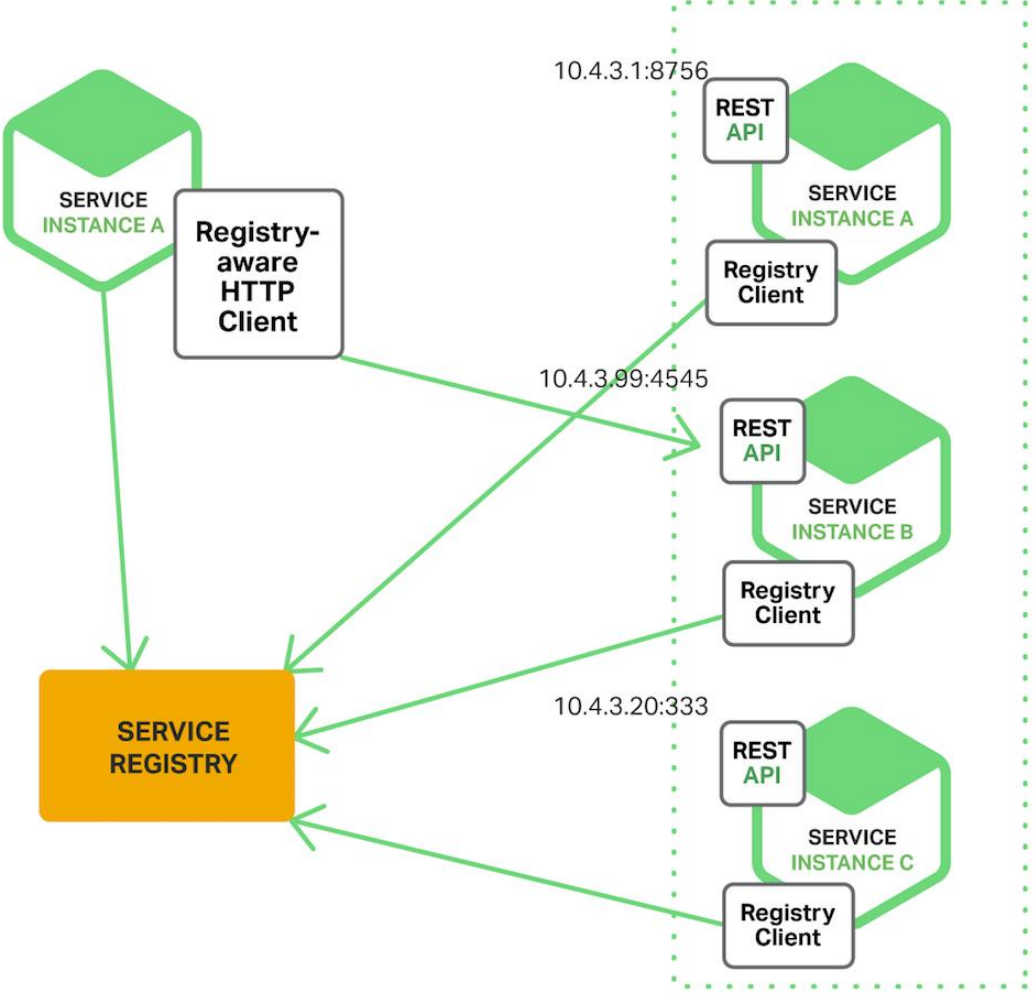 SERVICE
INSTANCE A
Registry-
aware
HTTP
Client
10.4.3.1:8756
REST
API
SERVICE
INSTANCE A
Registry
Client
10.4.3.99:4545
REST
API
SERVICE
INSTANCE B
Registry
Client
SERVICE
REGISTRY
10.4.3.20:333
REST
API
SERVICE
INSTANCE C
Registry
Client